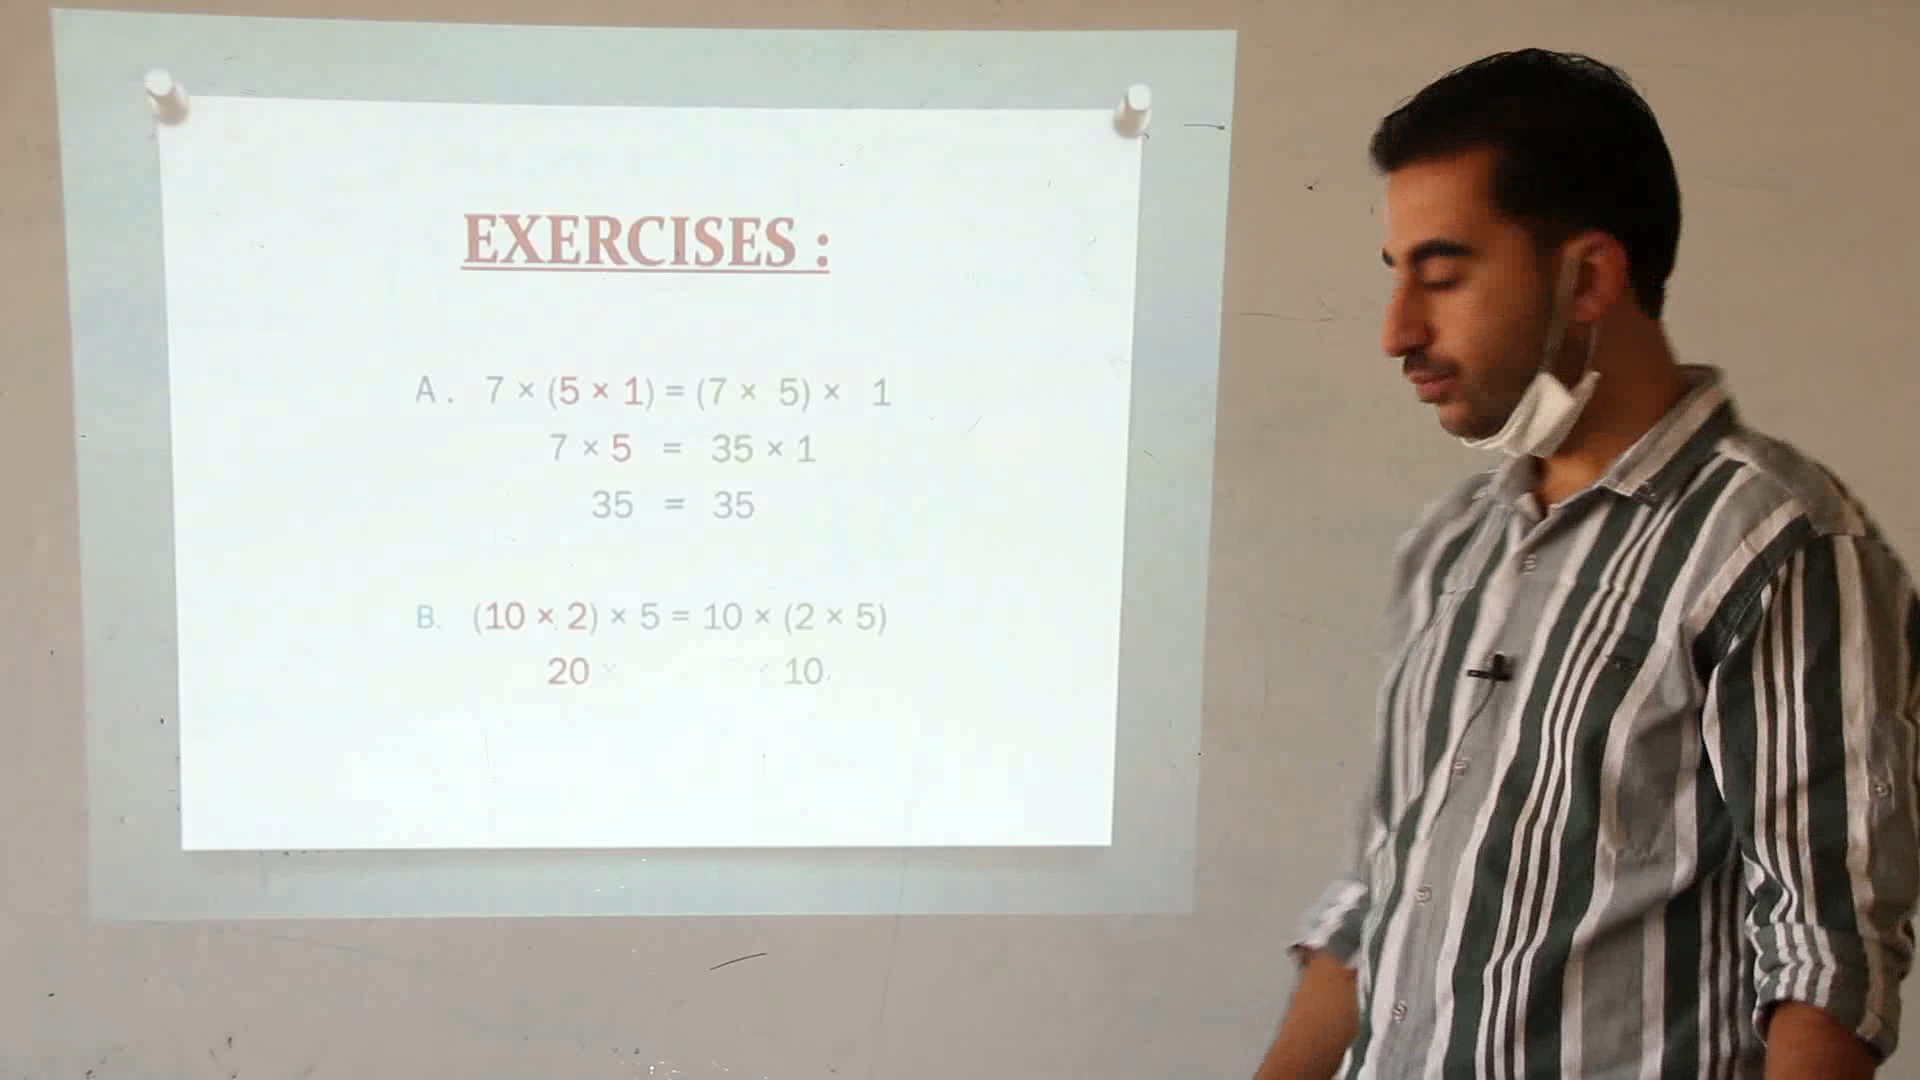 EXERCISES :
A. 7 × (5 × 1) = (7 × 5) × 1
7 × 5 = 35 × 1
35 = 35
B. (10 × 2) × 5 = 10 × (2 × 5)
20 × × 10